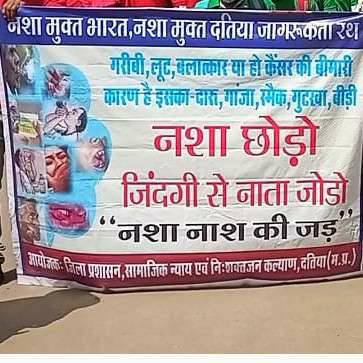 नशा मुक्त भारत,नशा मुक्त दतिया जागरूकता रथ
गरीबी,लूट,बलात्कार या हो कैंसर की बीमारी
कारण है इसका-दारू,गांजा,स्मैक,गुटखा,बीड़ी
नशा छोड़ो
जिंदगी से नाता जोडो
“नशा नाश की जड़”
आयोजकः जिला प्रशासन,सामाजिक न्याय एवं निःशक्तजन कल्याण,दतिया(म.प्र.)